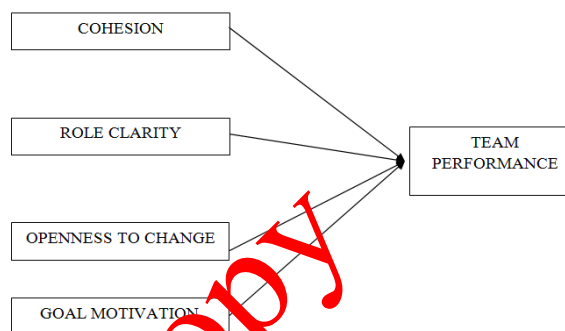 COHESION
ROLE CLARITY
TEAM
PERFORMANCE
OPENNESS TO CHANGE
GOAL MOTIVATION